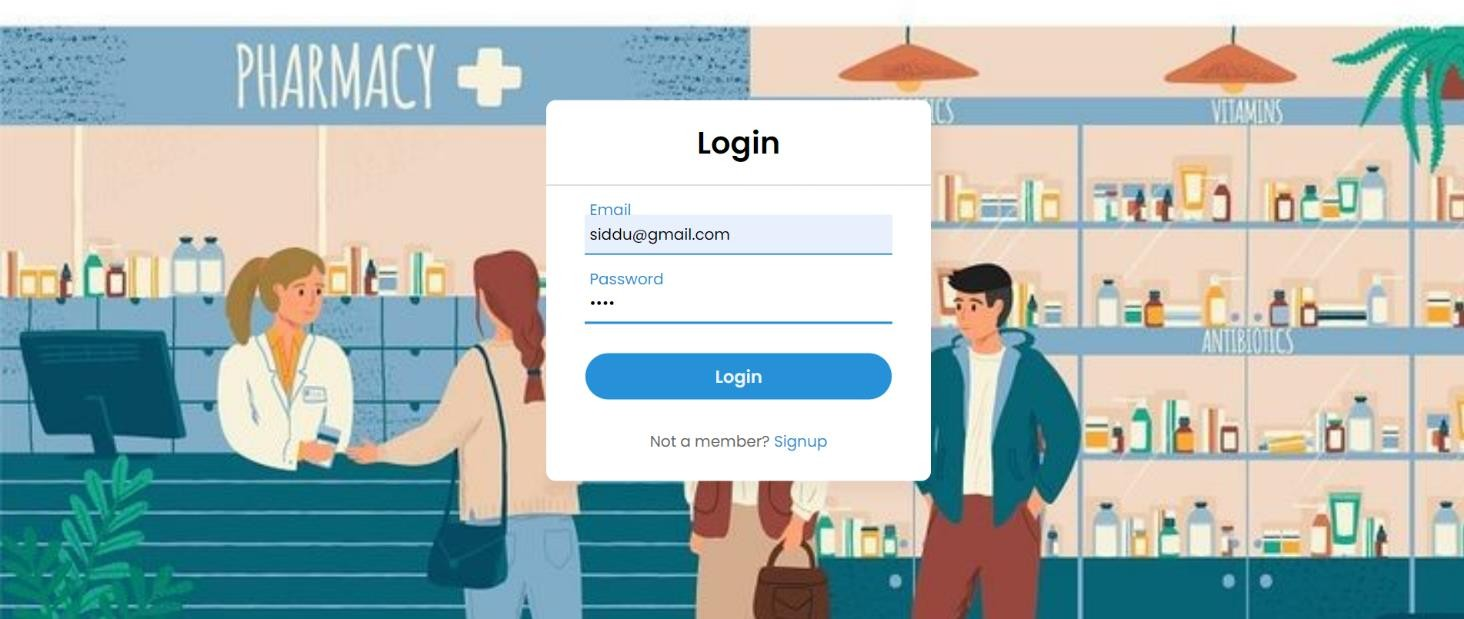 PHARMACY
VITAMINS
Login
Email
siddu@gmail.com
Password
••••
ANTIBIOTICS
Login
Not a member? Signup